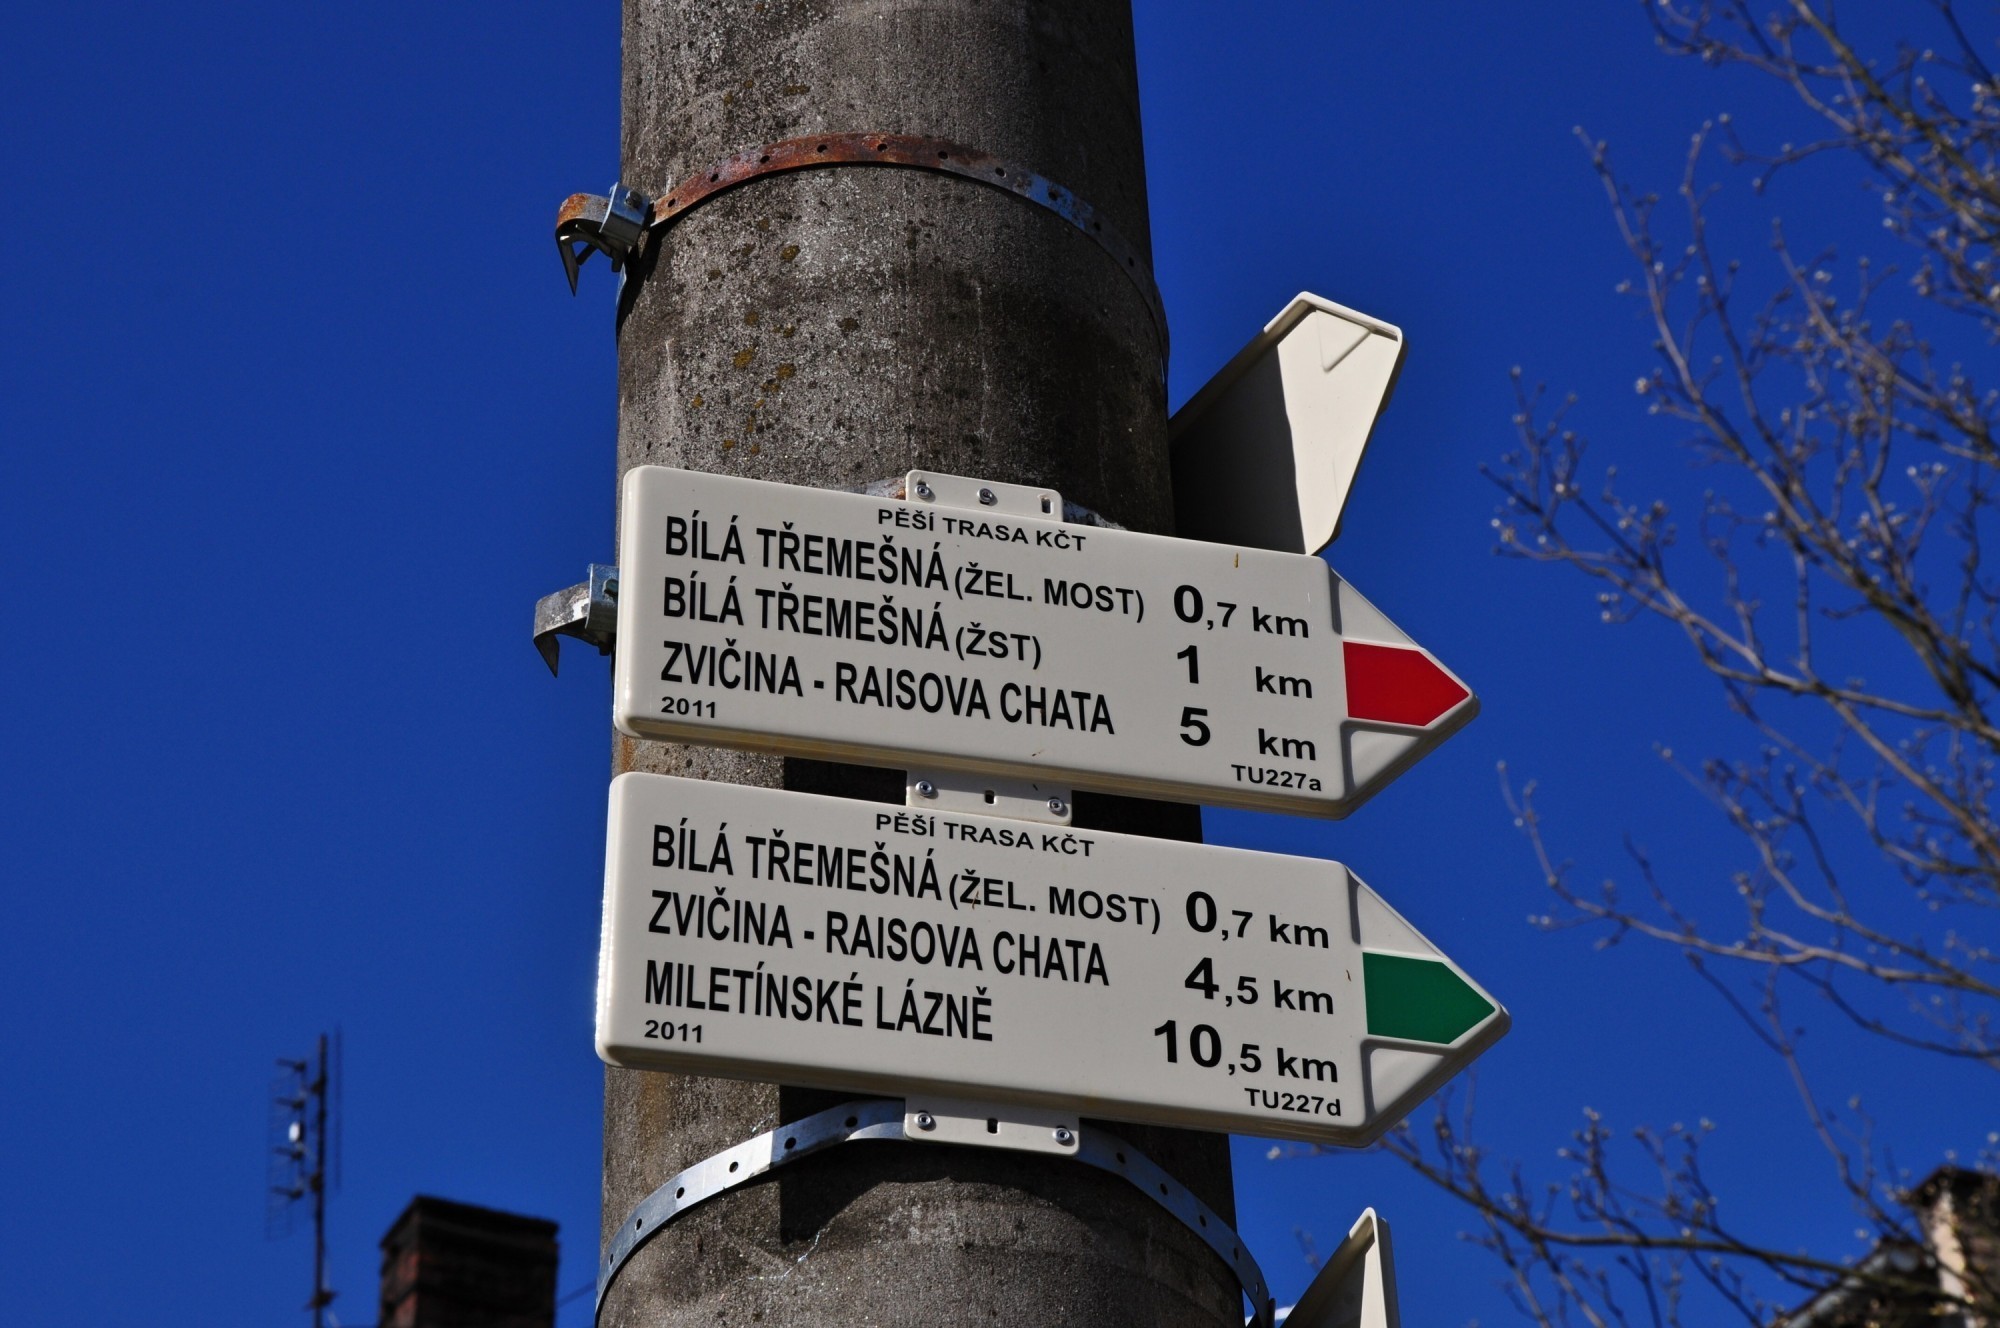 PĚŠÍ TRASA KČT
BÍLÁ TŘEMEŠNÁ (ŽEL. MOST) 0,7 km
BÍLÁ TŘEMEŠNÁ (ŽST) 1 km
ZVIČINA - RAISOVA CHATA 5 km
2011 TU227a
PĚŠÍ TRASA KČT
BÍLÁ TŘEMEŠNÁ (ŽEL. MOST) 0,7 km
ZVIČINA - RAISOVA CHATA 4,5 km
MILETÍNSKÉ LÁZNĚ 10,5 km
2011 TU227d